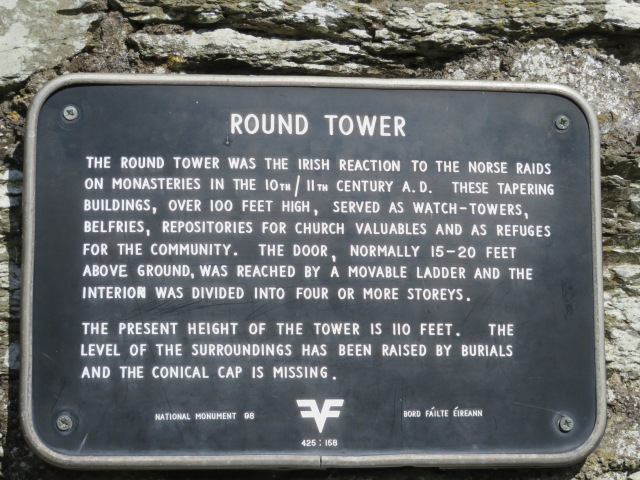 ROUND TOWER
THE ROUND TOWER WAS THE IRISH REACTION TO THE NORSE RAIDS
ON MONASTERIES IN THE 10TH / 11TH CENTURY A.D. THESE TAPERING
BUILDINGS, OVER 100 FEET HIGH, SERVED AS WATCH-TOWERS,
BELFRIES, REPOSITORIES FOR CHURCH VALUABLES AND AS REFUGES
FOR THE COMMUNITY. THE DOOR, NORMALLY 15-20 FEET
ABOVE GROUND, WAS REACHED BY A MOVABLE LADDER AND THE
INTERIOR WAS DIVIDED INTO FOUR OR MORE STOREYS.
THE PRESENT HEIGHT OF THE TOWER IS 110 FEET. THE
LEVEL OF THE SURROUNDINGS HAS BEEN RAISED BY BURIALS
AND THE CONICAL CAP IS MISSING.
NATIONAL MONUMENT 98
BORD FÁILTE ÉIREANN
425 : 158